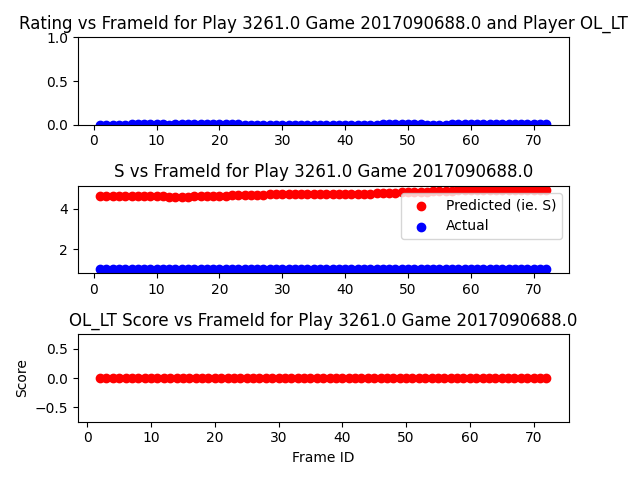 Rating vs FrameId for Play 3261.0 Game 2017090688.0 and Player OL_LT
1.0
0.5
0.0
0 10 20 30 40 50 60 70
S vs FrameId for Play 3261.0 Game 2017090688.0
4
2
Predicted (ie. S)
Actual
0 10 20 30 40 50 60 70
OL_LT Score vs FrameId for Play 3261.0 Game 2017090688.0
Score
0.5
0.0
−0.5
0 10 20 30 40 50 60 70
Frame ID